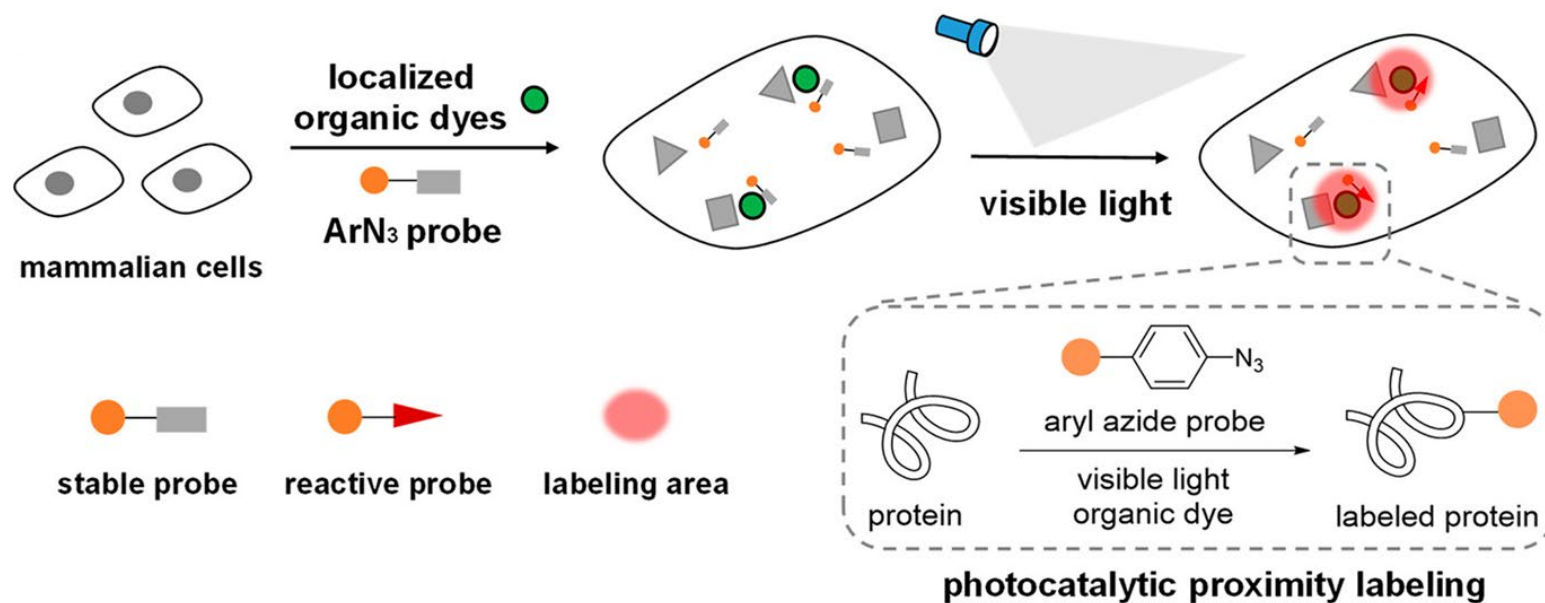 localized
organic dyes
ArN₃ probe
mammalian cells
visible light
stable probe
reactive probe
labeling area
N₃
aryl azide probe
visible light
organic dye
protein
labeled protein
photocatalytic proximity labeling